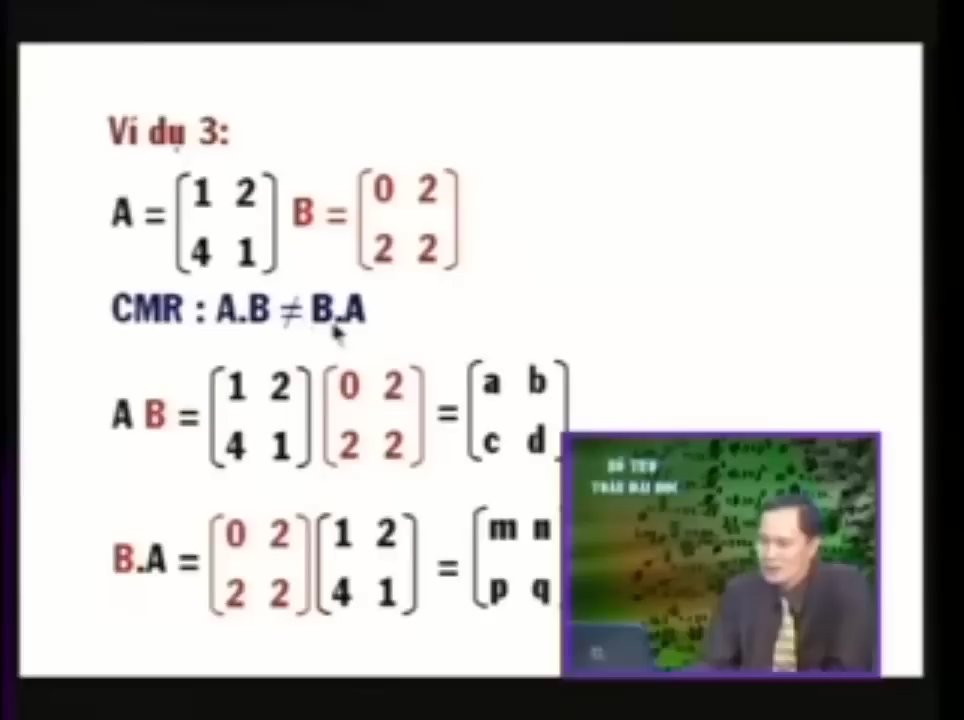 Ví dụ 3:
A = [1 2 4 1] B = [0 2 2 2]
CMR : A.B ≠ B.A
A B = [1 2 4 1] [0 2 2 2] = [a b c d]
B.A = [0 2 2 2] [1 2 4 1] = [m n p q]